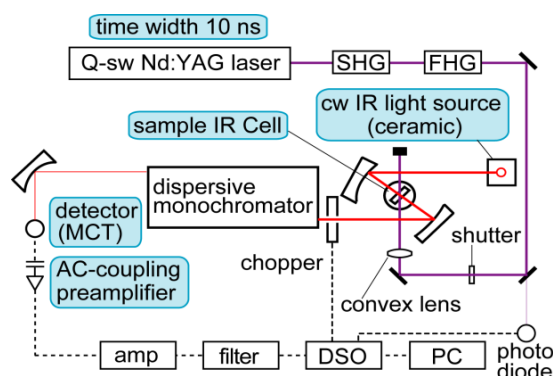 time width 10 ns
Q-sw Nd:YAG laser
SHG
FHG
cw IR light source
(ceramic)
sample IR Cell
dispersive
monochromator
detector
(MCT)
chopper
shutter
AC-coupling
preamplifier
convex lens
amp
filter
DSO
PC
photo
diode